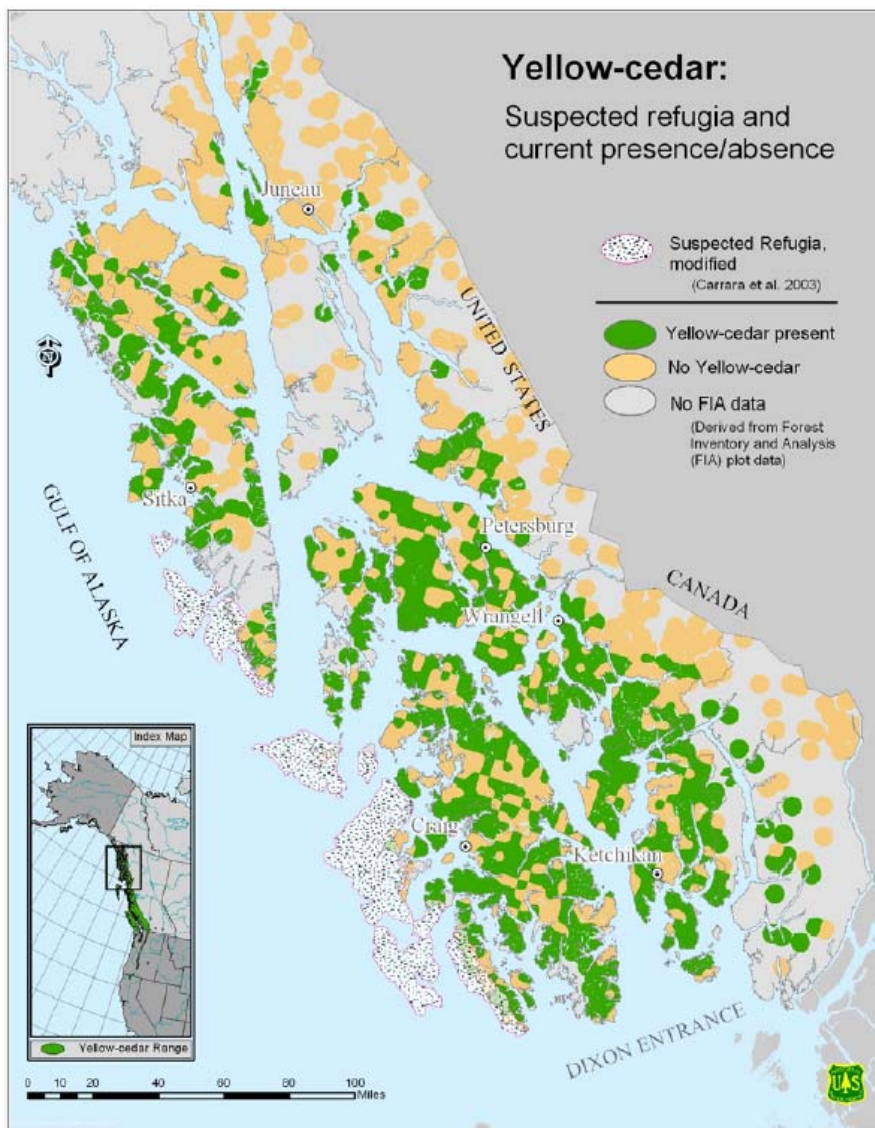 Yellow-cedar:
Suspected refugia and
current presence/absence
Suspected Refugia,
modified
(Carrara et al. 2003)
Yellow-cedar present
No Yellow-cedar
No FIA data
(Derived from Forest
Inventory and Analysis
(FIA) plot data)
Juneau
UNITED STATES
N
Sitka
GULF OF ALASKA
Petersburg
CANADA
Wrangell
Craig
Ketchikan
DIXON ENTRANCE
Index Map
Yellow-cedar Range
0 10 20 40 60 80 100
Miles
US